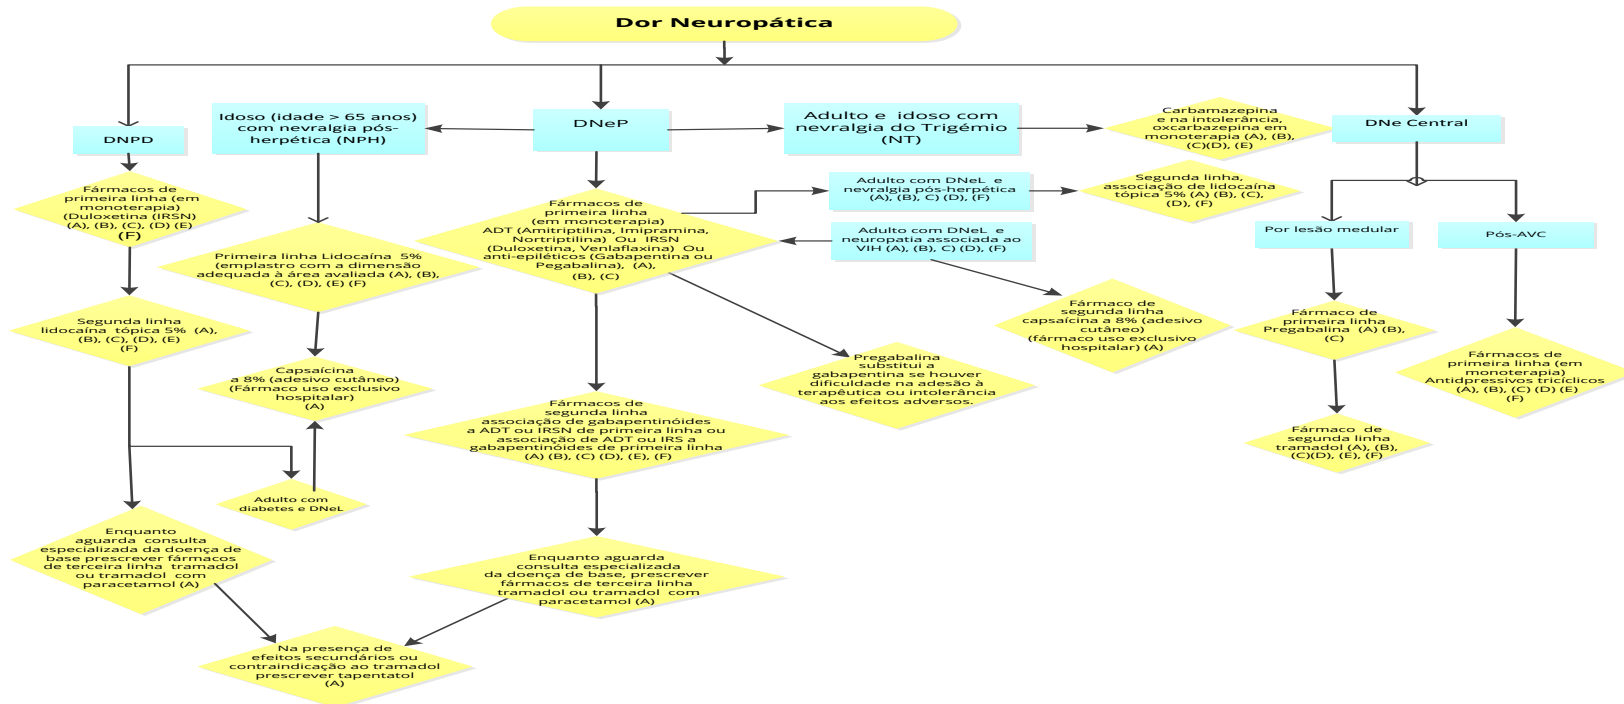 Dor Neuropática
DNPD
Idoso (idade > 65 anos)
com nevralgia pós-
herpética (NPH)
DNeP
Adulto e  idoso com
nevralgia do Trigémio
(NT)
Carbamazepina
e na intolerância,
oxcarbazepina em
monoterapia (A), (B),
(C)(D), (E)
DNe Central
Fármacos de
primeira linha (em
monoterapia)
(Duloxetina (IRSN)
(A), (B), (C), (D) (E)
(F)
Fármacos de
primeira linha
(em monoterapia)
ADT (Amitriptilina, Imipramina,
Nortriptilina)  Ou  IRSN
(Duloxetina, Venlaflaxina)  Ou
anti-epiléticos (Gabapentina ou
Pegabalina),  (A),
(B), (C)
Adulto com DNeL  e
nevralgia pós-herpética
(A), (B), C) (D), (F)
Segunda linha,
associação de lidocaína
tópica 5% (A) (B), (C),
(D), (F)
Adulto com DNeL  e
neuropatia associada ao
VIH (A), (B), C) (D), (F)
Por lesão medular
Pós-AVC
Primeira linha Lidocaína  5%
(emplastro com a dimensão
adequada à área avaliada (A), (B),
(C), (D), (E) (F)
Segunda linha
lidocaína  tópica 5%  (A),
(B), (C), (D), (E)
(F)
Fármaco de
segunda linha
capsaícina a 8% (adesivo
cutâneo)
(fármaco uso exclusivo
hospitalar) (A)
Fármaco de
primeira linha
Pregabalina  (A) (B),
(C)
Fármacos de
primeira linha (em
monoterapia)
Antidpressivos tricíclicos
(A), (B), (C) (D) (E)
(F)
Capsaícina
a 8% (adesivo cutâneo)
(Fármaco uso exclusivo
hospitalar)
(A)
Pregabalina
substitui a
gabapentina se houver
dificuldade na adesão à
terapêutica ou intolerância
aos efeitos adversos.
Fármacos de
segunda linha
associação de gabapentinóides
a ADT ou IRSN de primeira linha ou
associação de ADT ou IRS a
gabapentinóides de primeira linha
(A) (B), (C) (D), (E), (F)
Fármaco  de
segunda linha
tramadol (A), (B),
(C)(D), (E), (F)
Adulto com
diabetes e DNeL
Enquanto
aguarda  consulta
especializada da doença de
base prescrever fármacos
de terceira linha  tramadol
ou tramadol  com
paracetamol (A)
Enquanto aguarda
consulta especializada
da doença de base, prescrever
fármacos de terceira linha
tramadol ou tramadol  com
paracetamol (A)
Na presença de
efeitos secundários ou
contraindicação ao tramadol
prescrever tapentatol
(A)